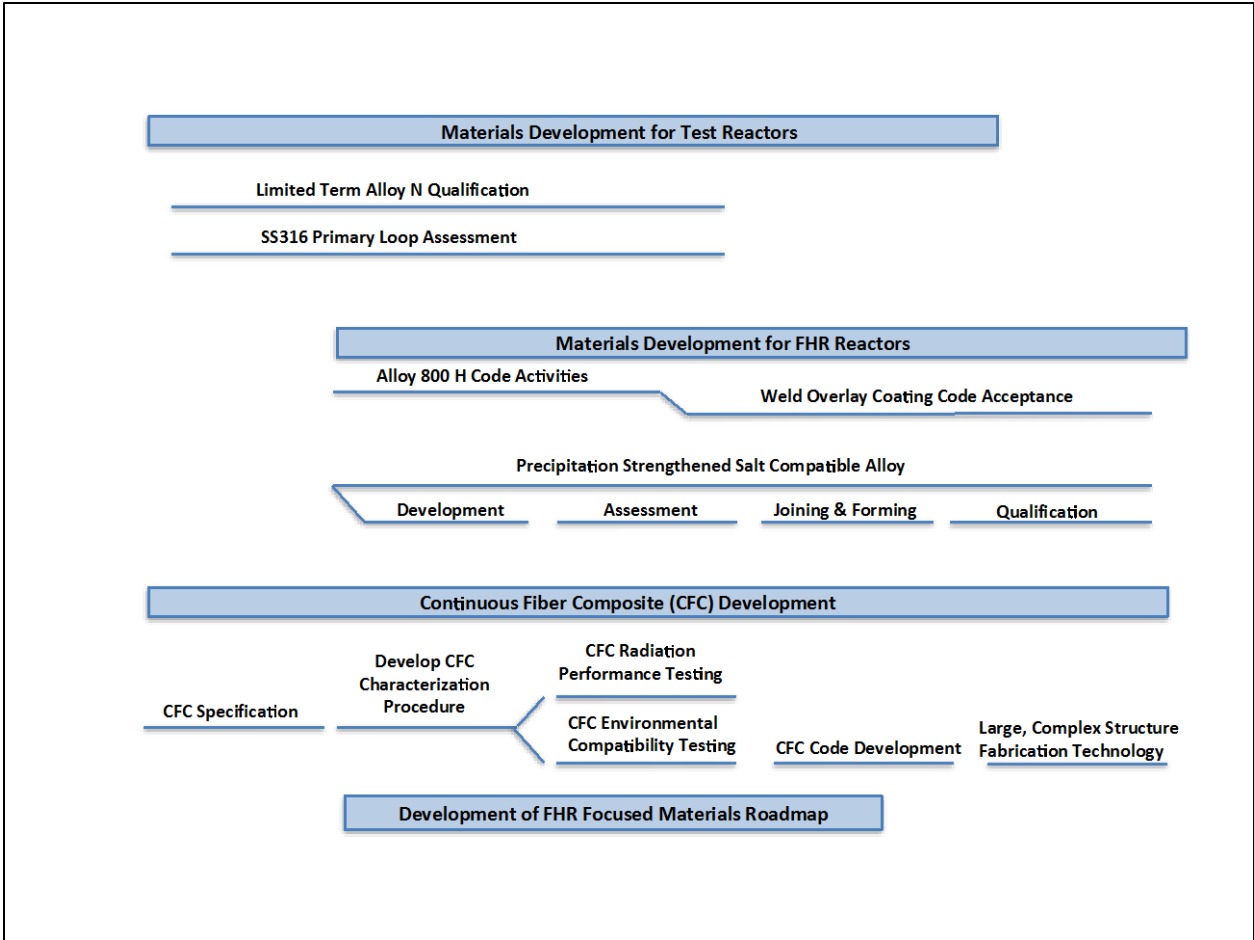 Materials Development for Test Reactors
Limited Term Alloy N Qualification
SS316 Primary Loop Assessment
Materials Development for FHR Reactors
Alloy 800 H Code Activities
Weld Overlay Coating Code Acceptance
Precipitation Strengthened Salt Compatible Alloy
Development
Assessment
Joining & Forming
Qualification
Continuous Fiber Composite (CFC) Development
CFC Specification
Develop CFC
Characterization
Procedure
CFC Radiation
Performance Testing
CFC Environmental
Compatibility Testing
CFC Code Development
Large, Complex Structure
Fabrication Technology
Development of FHR Focused Materials Roadmap